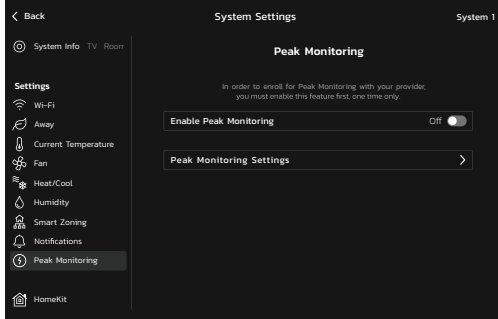 Back
System Settings
System 1
System Info TV Room
Peak Monitoring
In order to enroll for Peak Monitoring with your provider,
you must enable this feature first, one time only.
Settings
Wi-Fi
Away
Current Temperature
Fan
Heat/Cool
Humidity
Smart Zoning
Notifications
Peak Monitoring
HomeKit
Enable Peak Monitoring
Off
Peak Monitoring Settings